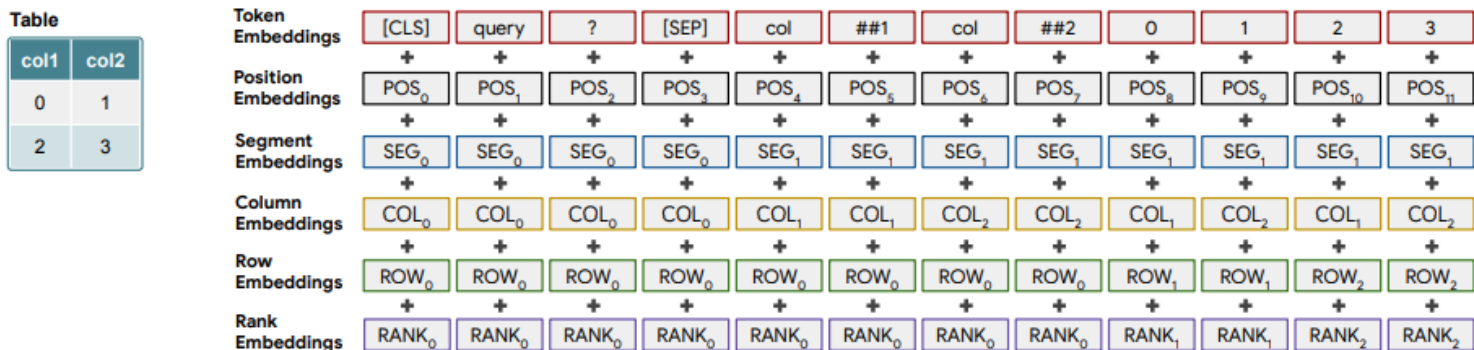 Table
col1 col2
0 1
2 3
Token Embeddings [CLS] query ? [SEP] col ##1 col ##2 0 1 2 3
+ + + + + + + + + + + +
Position Embeddings POS₀ POS₁ POS₂ POS₃ POS₄ POS₅ POS₆ POS₇ POS₈ POS₉ POS₁₀ POS₁₁
+ + + + + + + + + + + +
Segment Embeddings SEG₀ SEG₀ SEG₀ SEG₀ SEG₁ SEG₁ SEG₁ SEG₁ SEG₁ SEG₁ SEG₁ SEG₁
+ + + + + + + + + + + +
Column Embeddings COL₀ COL₀ COL₀ COL₀ COL₁ COL₁ COL₂ COL₂ COL₁ COL₂ COL₁ COL₂
+ + + + + + + + + + + +
Row Embeddings ROW₀ ROW₀ ROW₀ ROW₀ ROW₀ ROW₀ ROW₀ ROW₀ ROW₁ ROW₁ ROW₂ ROW₂
+ + + + + + + + + + + +
Rank Embeddings RANK₀ RANK₀ RANK₀ RANK₀ RANK₀ RANK₀ RANK₀ RANK₀ RANK₁ RANK₁ RANK₂ RANK₂